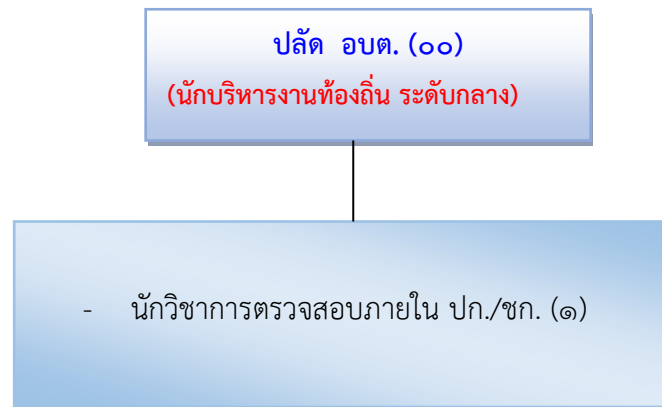 ปลัด อบต. (๐๐)
(นักบริหารงานท้องถิ่น ระดับกลาง)
- นักวิชาการตรวจสอบภายใน ปก./ชก. (๑)